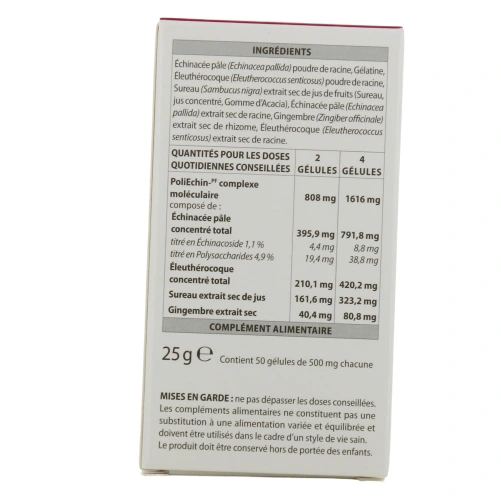 INGRÉDIENTS
Échinacée pâle (Echinacea pallida) poudre de racine, Gélatine,
Éleuthérocoque (Eleutherococcus senticosus) poudre de racine,
Sureau (Sambucus nigra) extrait sec de jus de fruits (Sureau,
jus concentré, Gomme d'Acacia), Échinacée pâle (Echinacea
pallida) extrait sec de racine, Gingembre (Zingiber officinale)
extrait sec de rhizome, Éleuthérocoque (Eleutherococcus
senticosus) extrait sec de racine.
QUANTITÉS POUR LES DOSES QUOTIDIENNES CONSEILLÉES 2 GÉLULES 4 GÉLULES
PoliEchin-ᴾᶠ complexe
moléculaire 808 mg 1616 mg
composé de :
Échinacée pâle
concentré total 395,9 mg 791,8 mg
titré en Échinacoside 1,1 % 4,4 mg 8,8 mg
titré en Polysaccharides 4,9 % 19,4 mg 38,8 mg
Éleuthérocoque
concentré total 210,1 mg 420,2 mg
Sureau extrait sec de jus 161,6 mg 323,2 mg
Gingembre extrait sec 40,4 mg 80,8 mg
COMPLÉMENT ALIMENTAIRE
25 g ℮ Contient 50 gélules de 500 mg chacune
MISES EN GARDE : ne pas dépasser les doses conseillées.
Les compléments alimentaires ne constituent pas une
substitution à une alimentation variée et équilibrée et
doivent être utilisés dans le cadre d'un style de vie sain.
Le produit doit être conservé hors de portée des enfants.